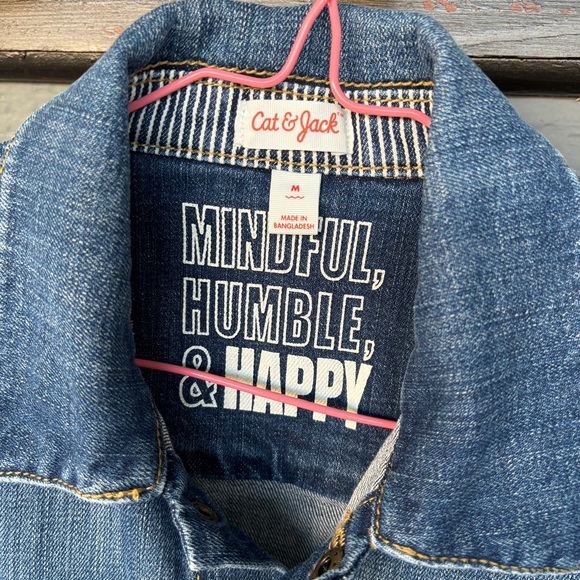 Cat & Jack
M
MADE IN
BANGLADESH
MINDFUL,
HUMBLE,
& HAPPY